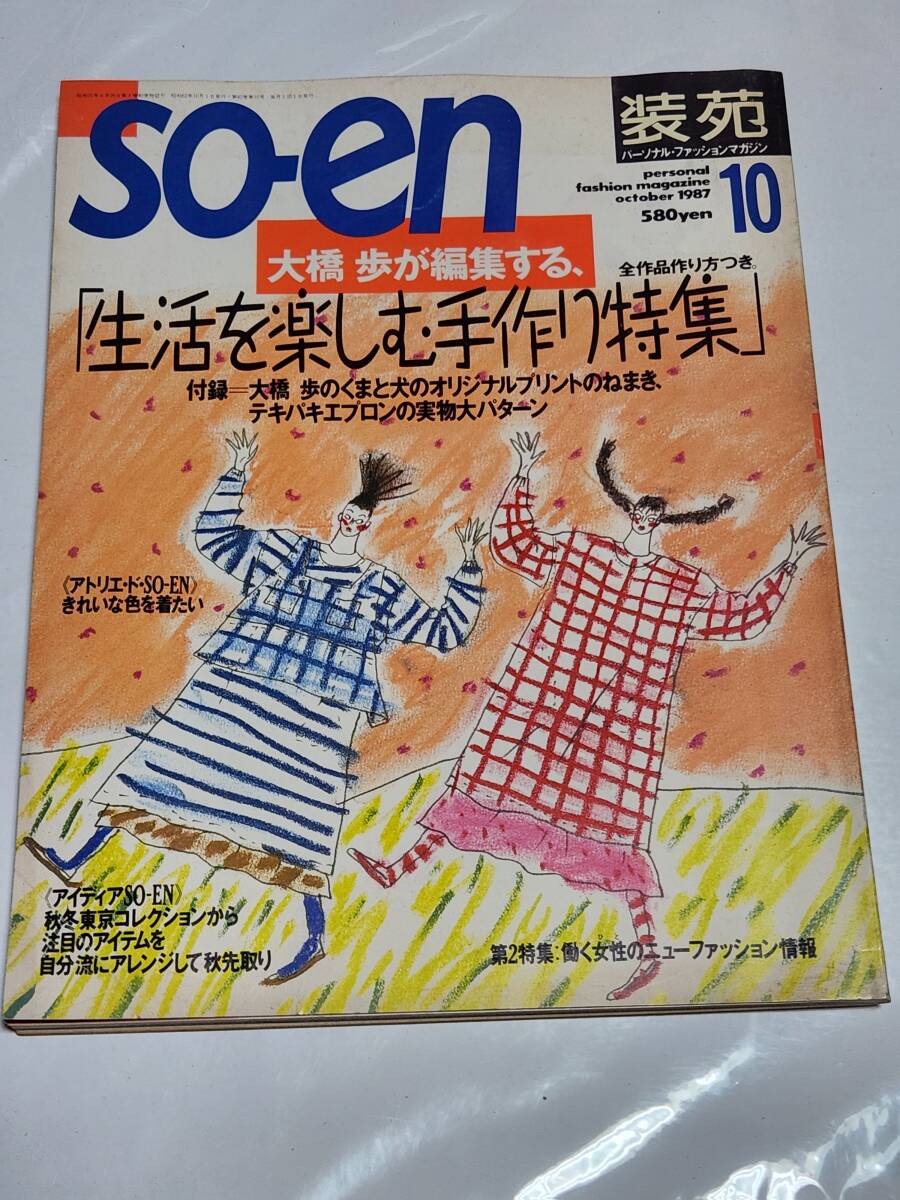 so-en
装苑
パーソナル・ファッションマガジン
personal
fashion magazine
october 1987
580yen
10
大橋 歩が編集する、
全作品作り方つき。
「生活を楽しむ手作り特集」
付録=大橋 歩のくまと犬のオリジナルプリントのねまき、
テキパキエプロンの実物大パターン
《アトリエ・ド・SO-EN》
きれいな色を着たい
《アイディアSO-EN》
秋冬東京コレクションから
注目のアイテムを
自分流にアレンジして秋先取り
第2特集:働く女性のニューファッション情報